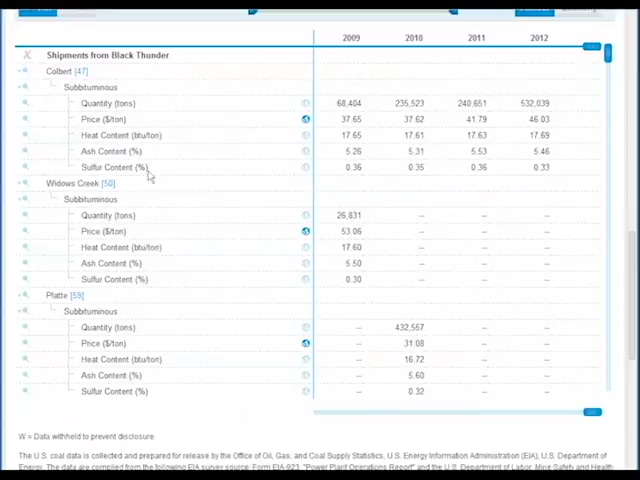 2009 2010 2011 2012
Shipments from Black Thunder
Colbert [47]
Subbituminous
Quantity (tons) 68,404 235,523 240,651 532,039
Price ($/ton) 37.65 37.62 41.79 46.03
Heat Content (btu/ton) 17.65 17.61 17.63 17.69
Ash Content (%) 5.26 5.31 5.53 5.46
Sulfur Content (%) 0.36 0.35 0.36 0.33
Widows Creek [50]
Subbituminous
Quantity (tons) 26,831 -- -- --
Price ($/ton) 53.06 -- -- --
Heat Content (btu/ton) 17.60 -- -- --
Ash Content (%) 5.50 -- -- --
Sulfur Content (%) 0.30 -- -- --
Platte [59]
Subbituminous
Quantity (tons) -- 432,557 -- --
Price ($/ton) -- 31.08 -- --
Heat Content (btu/ton) -- 16.72 -- --
Ash Content (%) -- 5.60 -- --
Sulfur Content (%) -- 0.32 -- --
W = Data withheld to prevent disclosure.
The U.S. coal data is collected and prepared for release by the Office of Oil, Gas, and Coal Supply Statistics, U.S. Energy Information Administration (EIA), U.S. Department of
Energy. The data are compiled from the following EIA survey source: Form EIA-923, "Power Plant Operations Report" and the U.S. Department of Labor, Mine Safety and Health